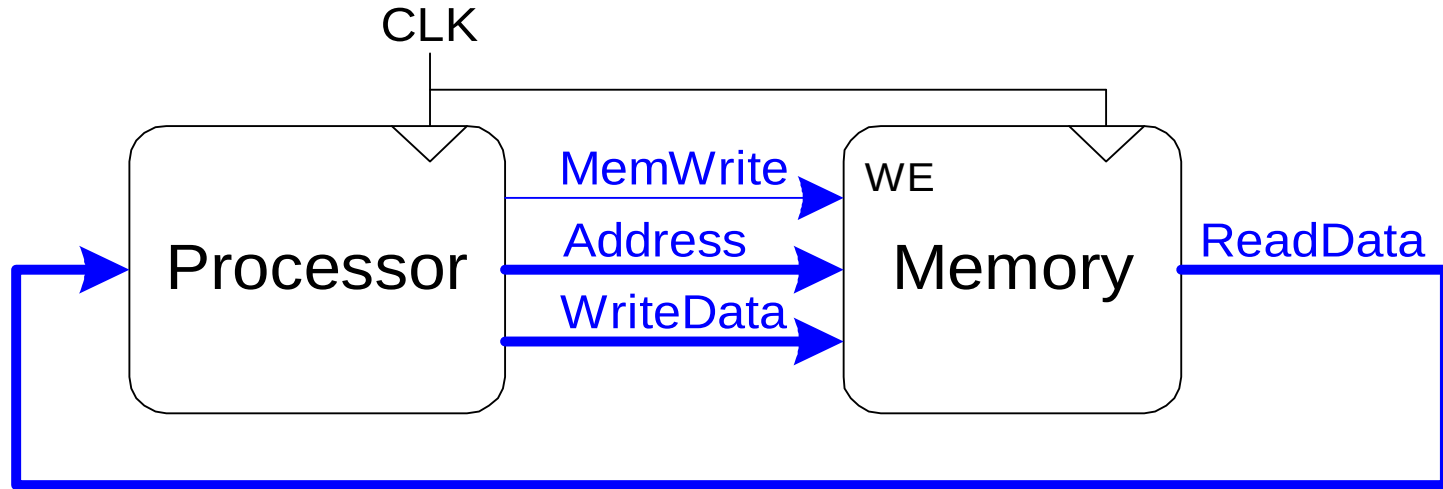 CLK
MemWrite
WE
Address
ReadData
Processor
Memory
WriteData